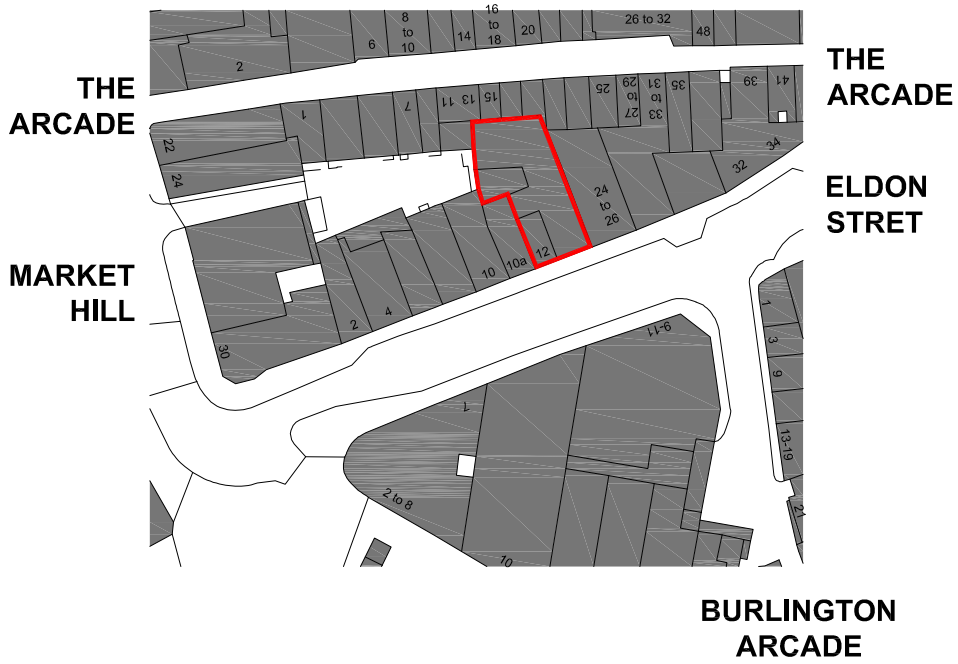 16
to
18
8
to
10
6
14
20
26 to 32
48
2
THE
ARCADE
THE
ARCADE
1
7
11
13
15
25
29
to
27
31
to
33
35
39
41
22
24
34
32
24
to
26
ELDON
STRET
MARKET
HILL
12
10a
10
4
2
30
1
3
9
13-19
21
9-11
7
2 to 8
10
BURLINGTON
ARCADE